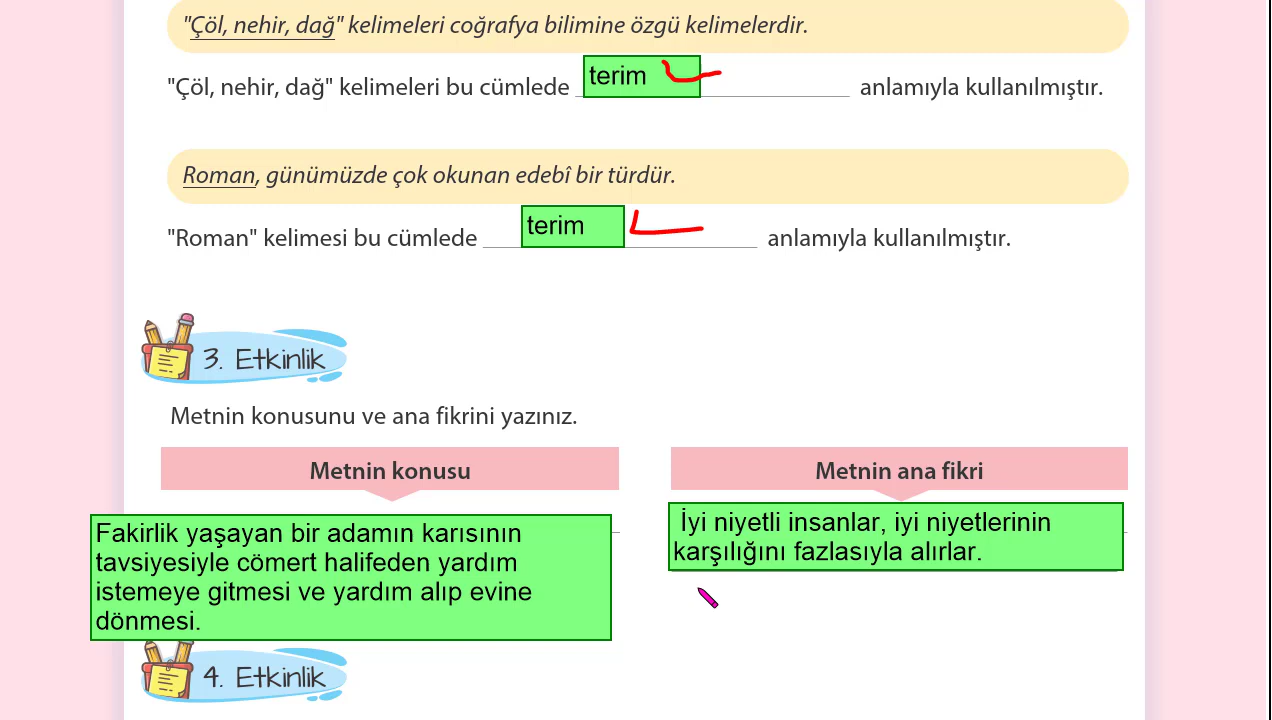 "Çöl, nehir, dağ" kelimeleri coğrafya bilimine özgü kelimelerdir.
"Çöl, nehir, dağ" kelimeleri bu cümlede terim anlamıyla kullanılmıştır.
Roman, günümüzde çok okunan edebî bir türdür.
"Roman" kelimesi bu cümlede terim anlamıyla kullanılmıştır.
3. Etkinlik
Metnin konusunu ve ana fikrini yazınız.
Metnin konusu
Fakirlik yaşayan bir adamın karısının
tavsiyesiyle cömert halifeden yardım
istemeye gitmesi ve yardım alıp evine
dönmesi.
Metnin ana fikri
İyi niyetli insanlar, iyi niyetlerinin
karşılığını fazlasıyla alırlar.
4. Etkinlik